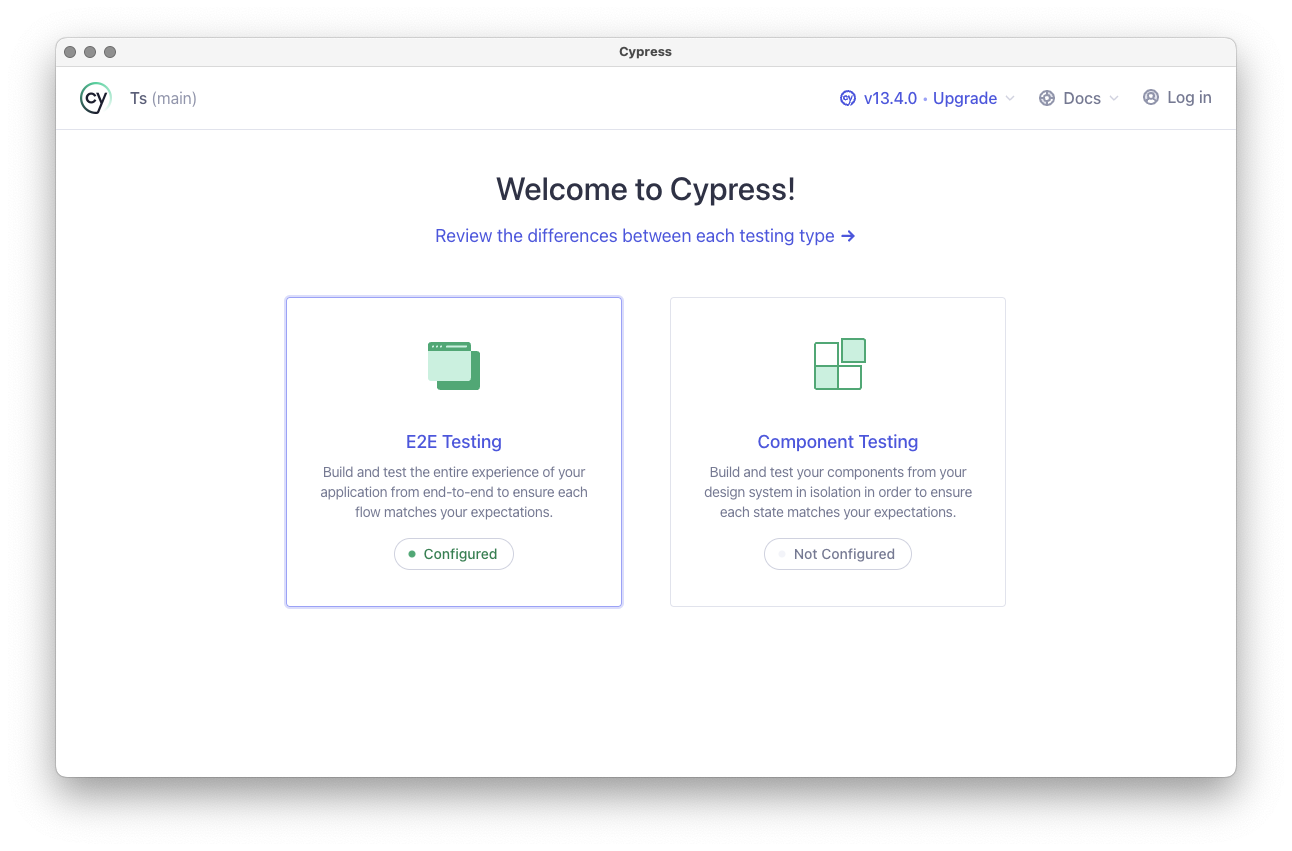 Cypress
cy Ts (main) cy v13.4.0 • Upgrade Docs Log in
Welcome to Cypress!
Review the differences between each testing type →
E2E Testing
Build and test the entire experience of your
application from end-to-end to ensure each
flow matches your expectations.
Configured
Component Testing
Build and test your components from your
design system in isolation in order to ensure
each state matches your expectations.
Not Configured